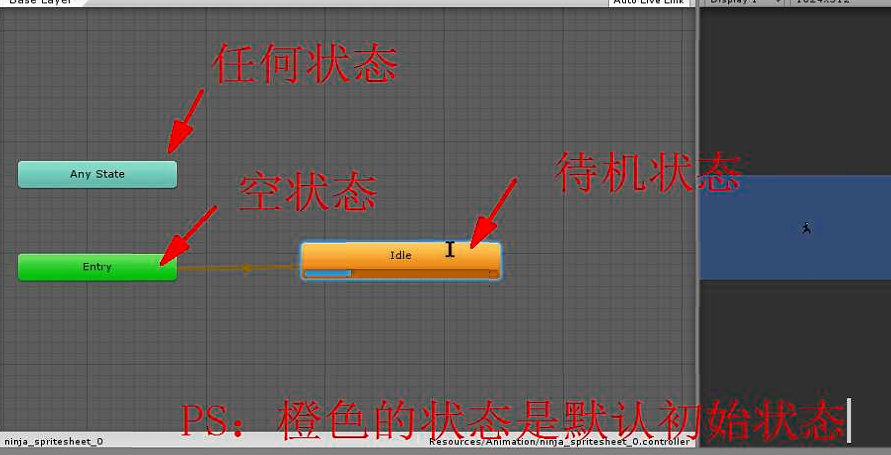 Base Layer
Auto Live Link
Display 1
1024x512
任何状态
Any State
空状态
待机状态
Entry
Idle
PS：橙色的状态是默认初始状态
ninja_spritesheet_0
Resources/Animation/ninja_spritesheet_0.controller